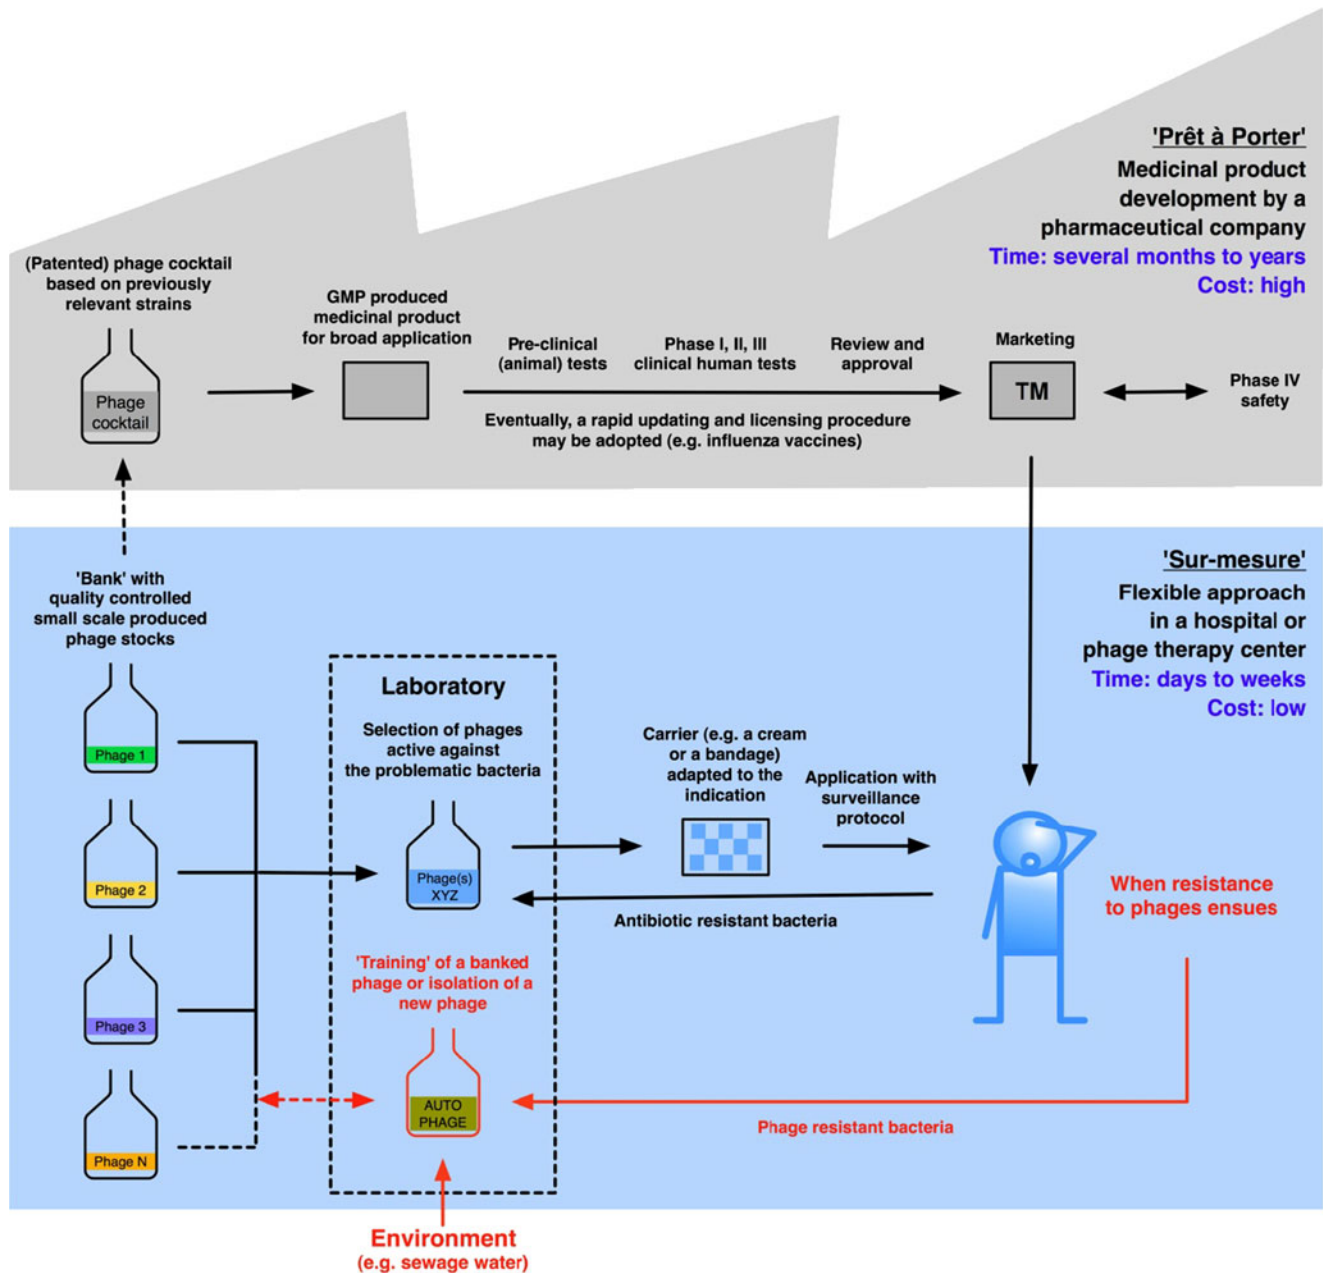 'Prêt à Porter'
Medicinal product
development by a
pharmaceutical company
Time: several months to years
Cost: high
(Patented) phage cocktail
based on previously
relevant strains
Phage
cocktail
GMP produced
medicinal product
for broad application
Pre-clinical
(animal) tests
Phase I, II, III
clinical human tests
Review and
approval
Eventually, a rapid updating and licensing procedure
may be adopted (e.g. influenza vaccines)
Marketing
TM
Phase IV
safety
'Sur-mesure'
Flexible approach
in a hospital or
phage therapy center
Time: days to weeks
Cost: low
'Bank' with
quality controlled
small scale produced
phage stocks
Phage 1
Phage 2
Phage 3
Phage N
Laboratory
Selection of phages
active against
the problematic bacteria
Phage(s)
XYZ
Carrier (e.g. a cream
or a bandage)
adapted to the
indication
Application with
surveillance
protocol
Antibiotic resistant bacteria
When resistance
to phages ensues
'Training' of a banked
phage or isolation of a
new phage
AUTO
PHAGE
Phage resistant bacteria
Environment
(e.g. sewage water)